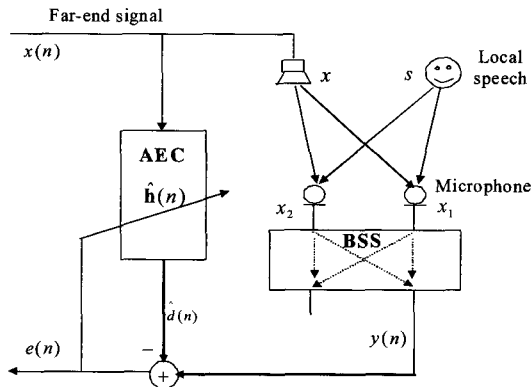 Far-end signal
x(n)
x
s
Local
speech
AEC
ĥ(n)
Microphone
x₂
x₁
BSS
d̂(n)
y(n)
e(n)
−
+